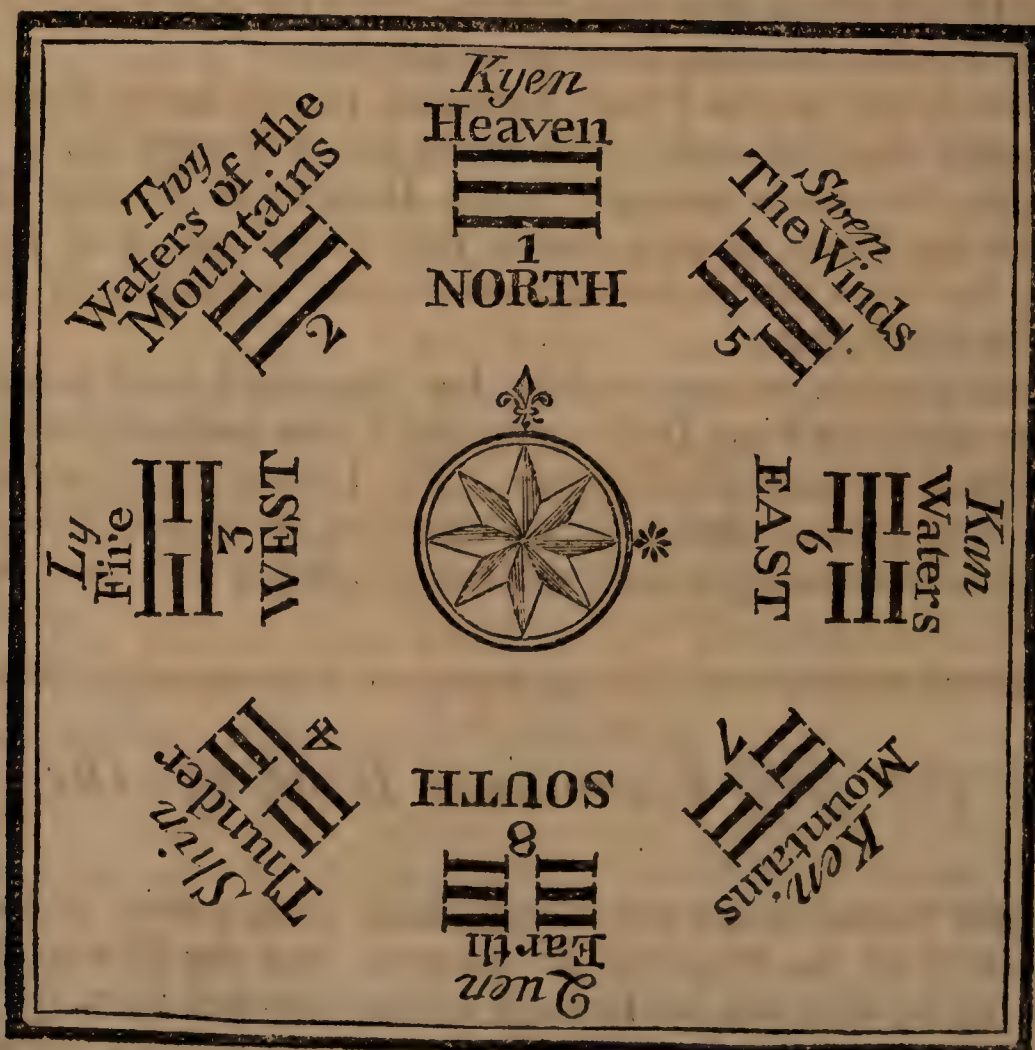 Kyen
Heaven
1
NORTH
Twy
Waters of the
Mountains
2
Ly
Fire
3
WEST
Shin
Thunder
4
Swen
The Winds
5
Kan
Waters
6
EAST
Ken.
Mountains
7
SOUTH
8
Earth
Quen